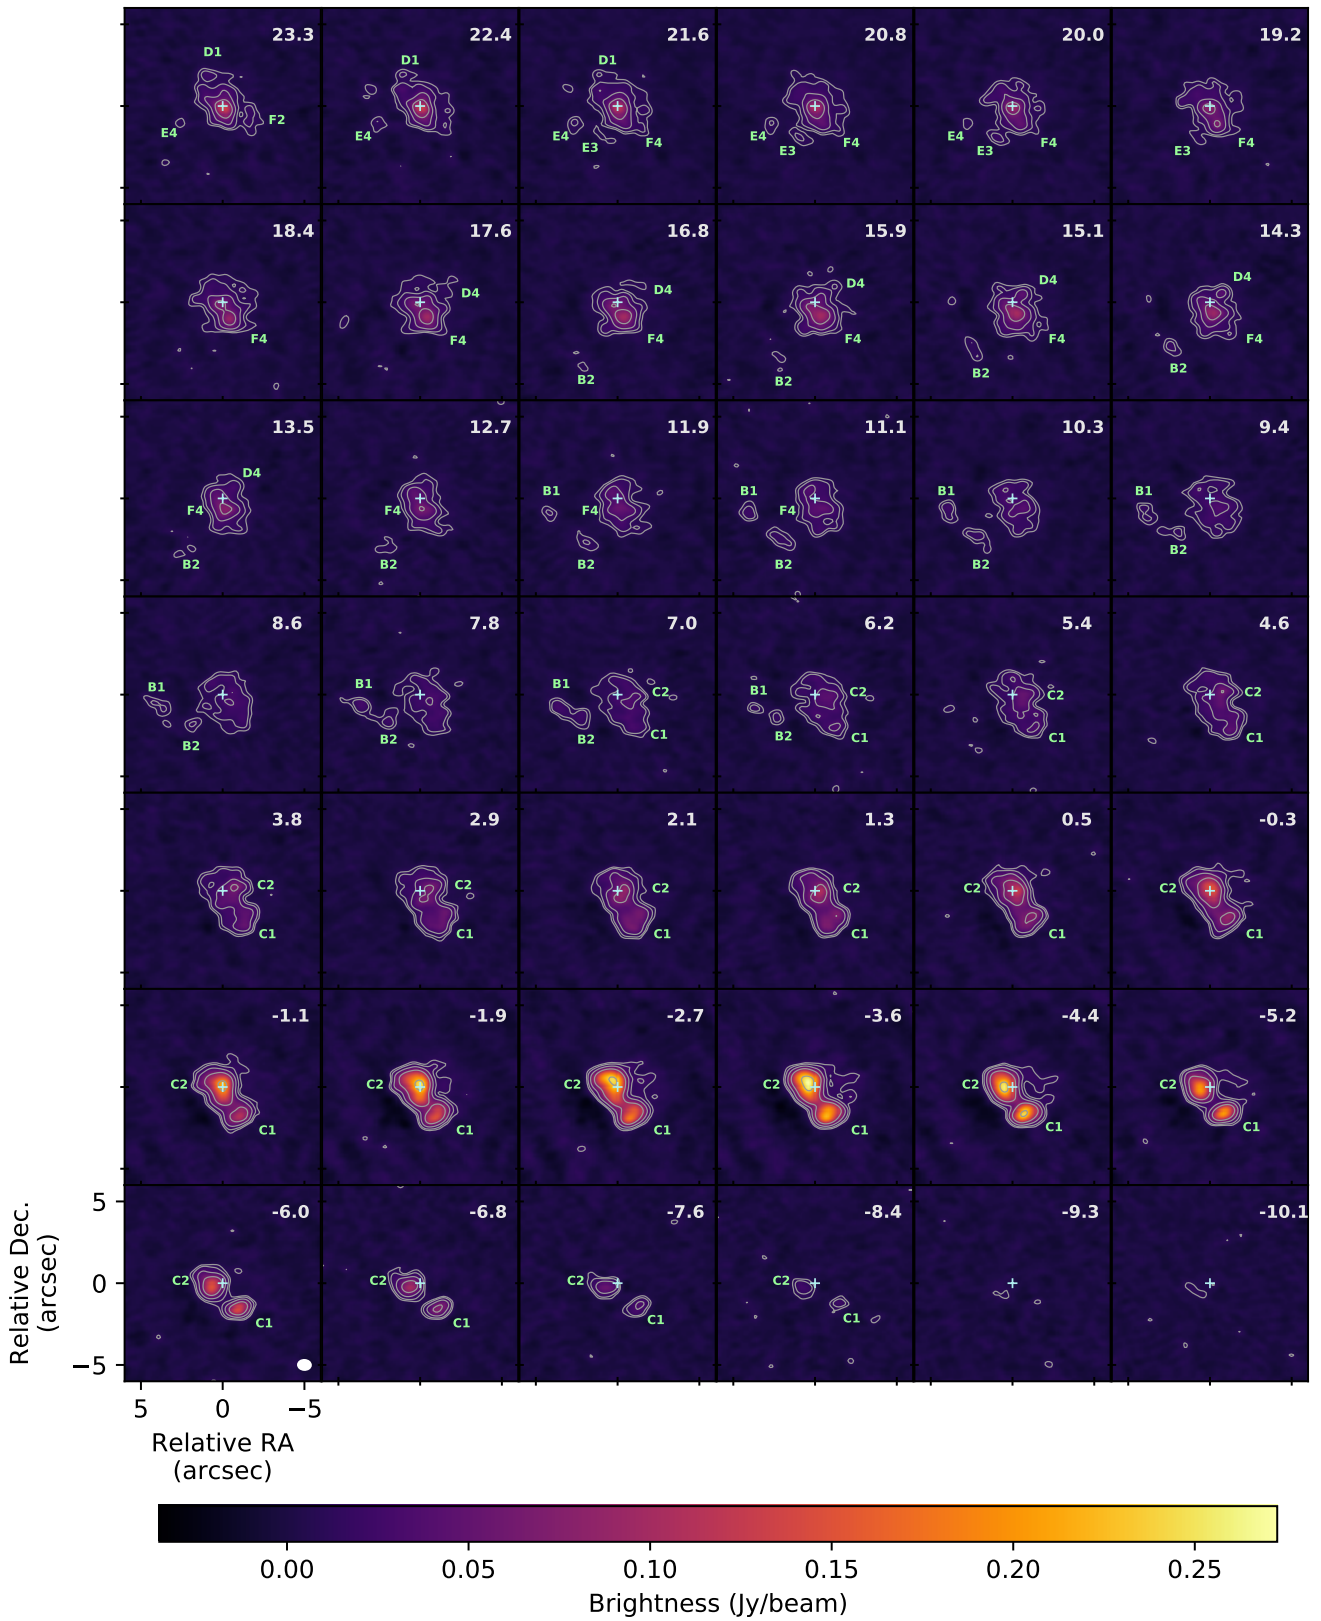 23.3
22.4
21.6
20.8
20.0
19.2
D1
D1
D1
E4
F2
E4
E4
E3
F4
E4
E3
F4
E4
E3
F4
E3
F4
18.4
17.6
16.8
15.9
15.1
14.3
F4
D4
F4
D4
F4
B2
D4
F4
B2
D4
F4
B2
D4
F4
B2
13.5
12.7
11.9
11.1
10.3
9.4
D4
F4
B2
F4
B2
B1
F4
B2
B1
F4
B2
B1
B2
B1
B2
8.6
7.8
7.0
6.2
5.4
4.6
B1
B2
B1
B2
B1
C2
B2
C1
B1
C2
B2
C1
C2
C1
C2
C1
3.8
2.9
2.1
1.3
0.5
-0.3
C2
C1
C2
C1
C2
C1
C2
C1
C2
C1
C2
C1
-1.1
-1.9
-2.7
-3.6
-4.4
-5.2
C2
C1
C2
C1
C2
C1
C2
C1
C2
C1
C2
C1
-6.0
-6.8
-7.6
-8.4
-9.3
-10.1
C2
C1
C2
C1
C2
C1
C2
C1
5
0
−5
Relative Dec.
(arcsec)
5
0
−5
Relative RA
(arcsec)
0.00
0.05
0.10
0.15
0.20
0.25
Brightness (Jy/beam)